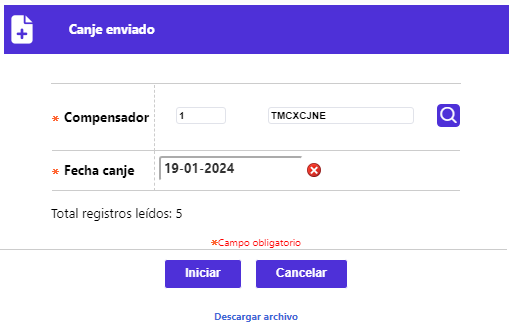 Canje enviado
* Compensador 1 TMCXCJNE
* Fecha canje 19-01-2024
Total registros leídos: 5
*Campo obligatorio
Iniciar Cancelar
Descargar archivo